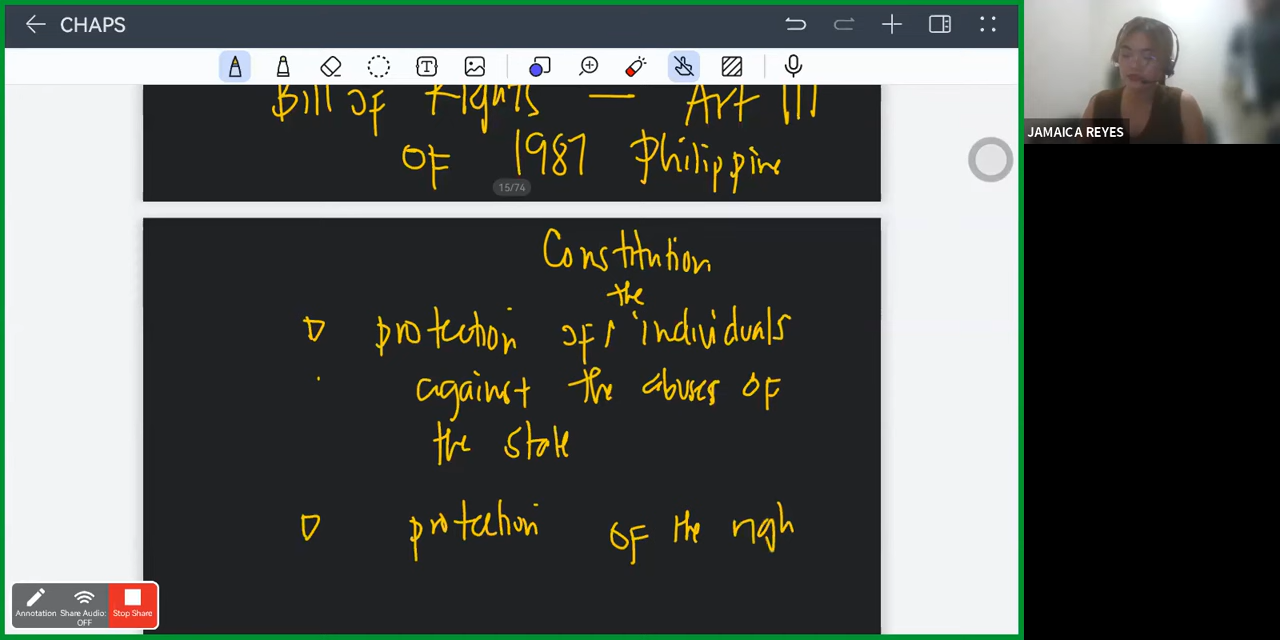 CHAPS
Bill of Rights — Art III
OF 1987 Philippine
15/74
Constitution
the
protection of individuals
against the abuses of
the state
protection of the righ
Annotation
Share Audio: OFF
Stop Share
JAMAICA REYES